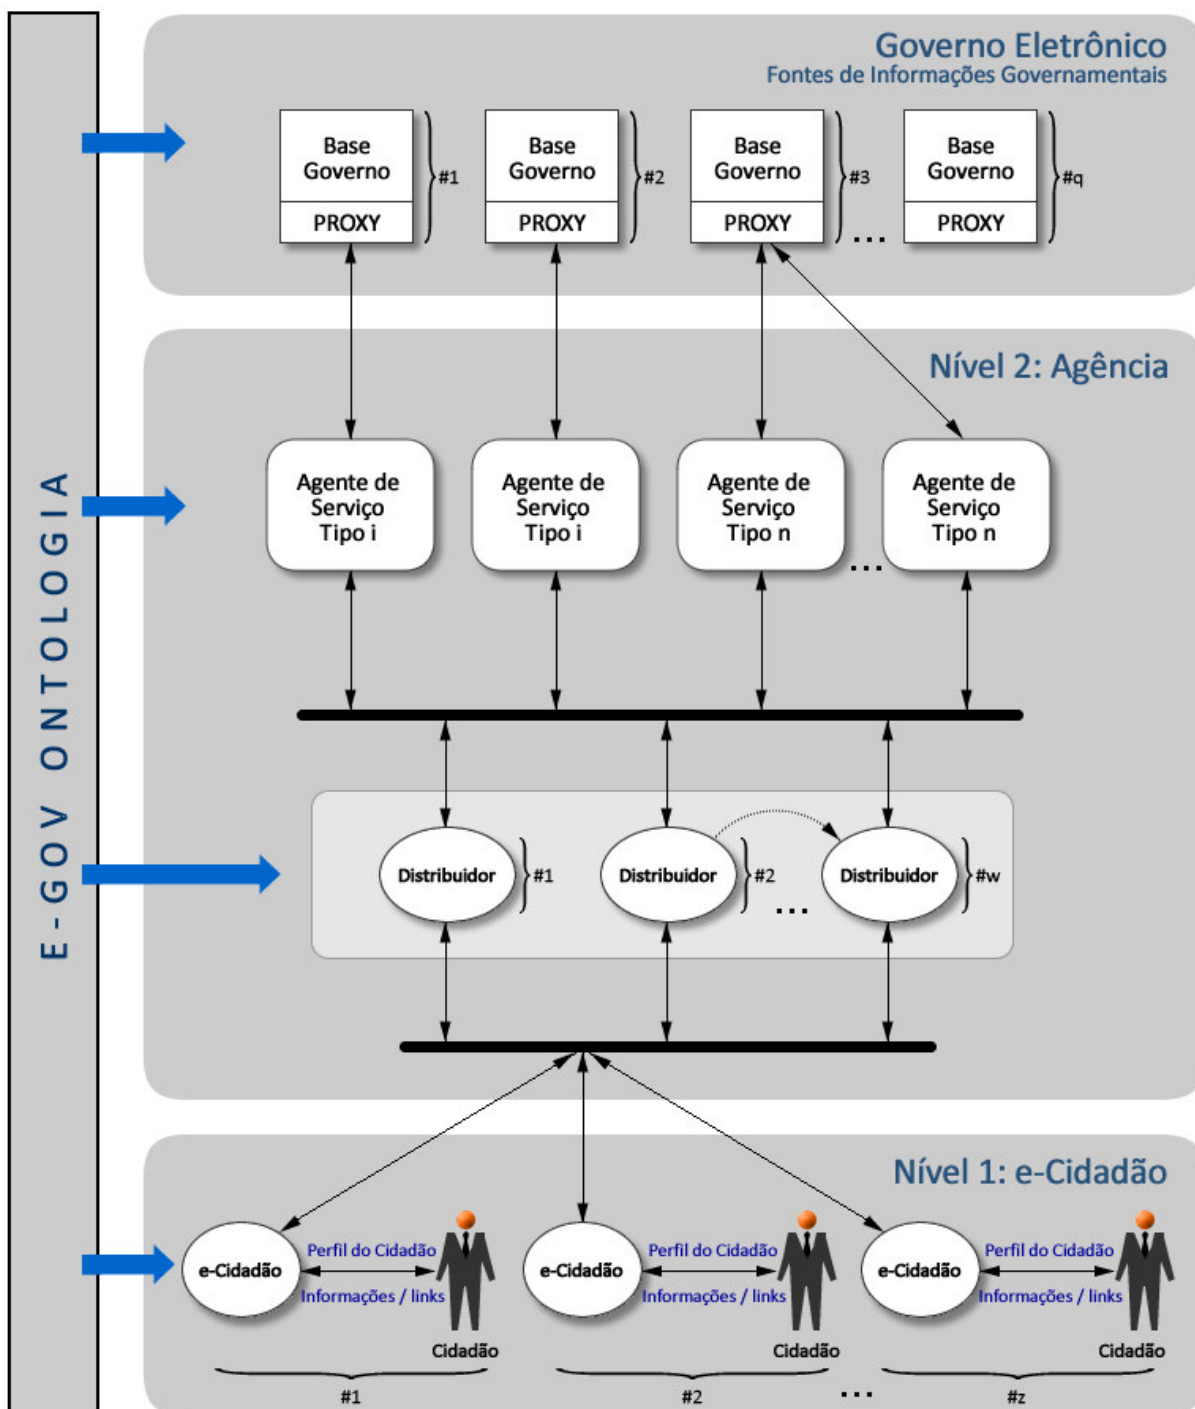 E-GOV ONTOLOGIA
Governo Eletrônico
Fontes de Informações Governamentais
Base
Governo
PROXY
#1
Base
Governo
PROXY
#2
Base
Governo
PROXY
#3
...
Base
Governo
PROXY
#q
Nível 2: Agência
Agente de
Serviço
Tipo i
Agente de
Serviço
Tipo i
Agente de
Serviço
Tipo n
...
Agente de
Serviço
Tipo n
Distribuidor
#1
Distribuidor
#2
...
Distribuidor
#w
Nível 1: e-Cidadão
e-Cidadão
Perfil do Cidadão
Informações / links
Cidadão
#1
e-Cidadão
Perfil do Cidadão
Informações / links
Cidadão
#2
...
e-Cidadão
Perfil do Cidadão
Informações / links
Cidadão
#z